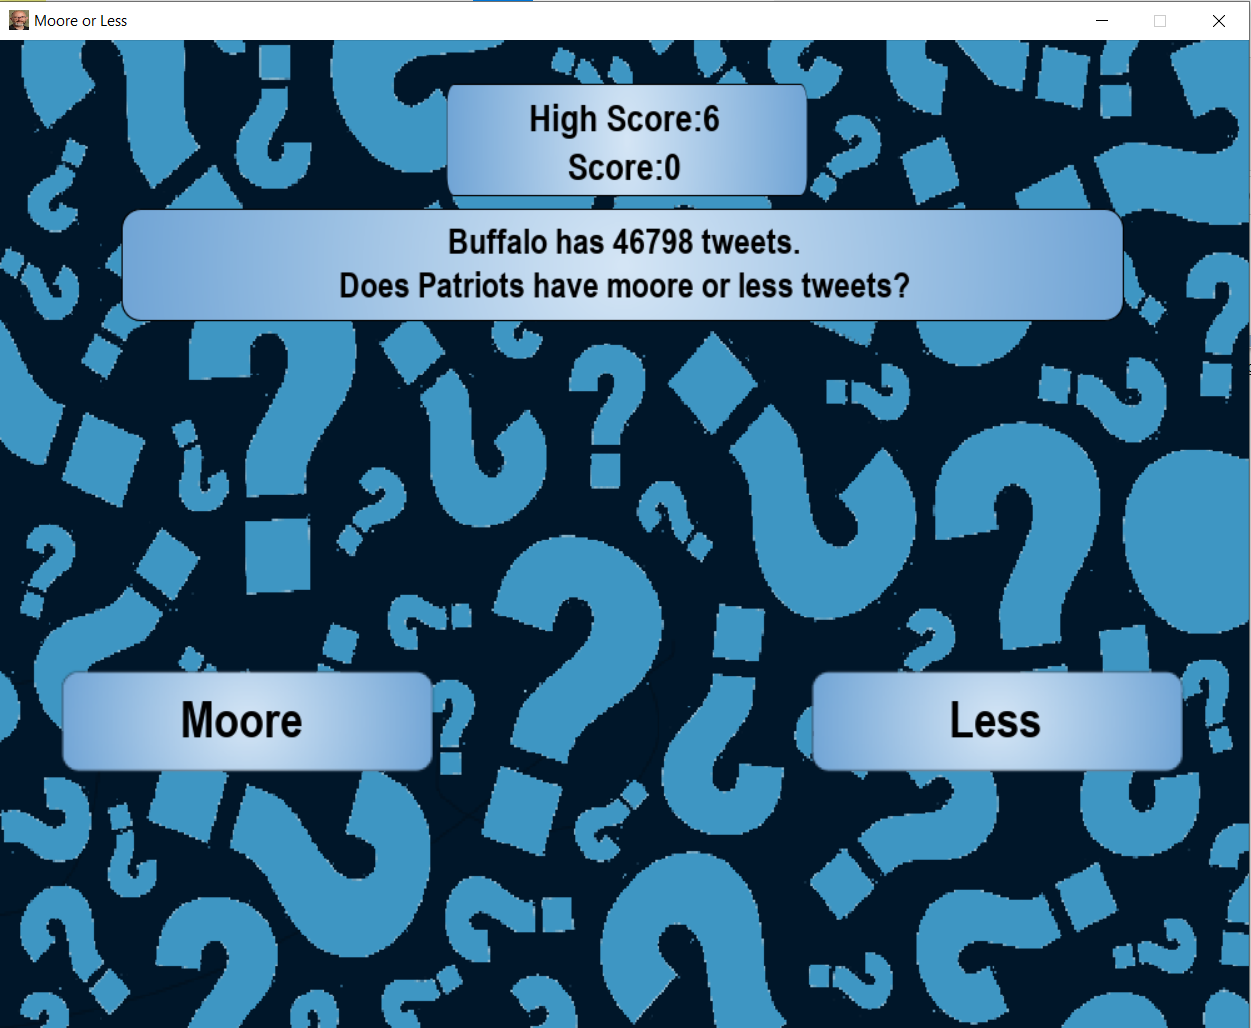 Moore or Less
High Score:6
Score:0
Buffalo has 46798 tweets.
Does Patriots have moore or less tweets?
Moore
Less